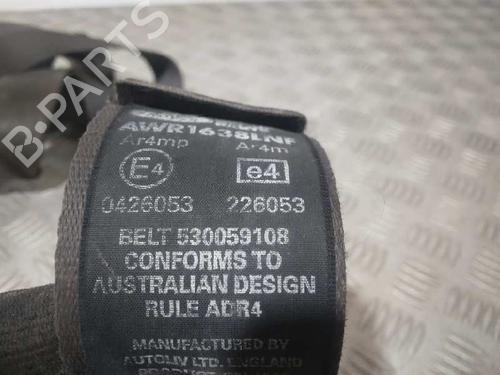 AWR1638LNF
Ar4mp Ar4m
E4 e4
0426053 226053
BELT 530059108
CONFORMS TO
AUSTRALIAN DESIGN
RULE ADR4
MANUFACTURED BY
AUTOLIV LTD. ENGLAND
B-PARTS